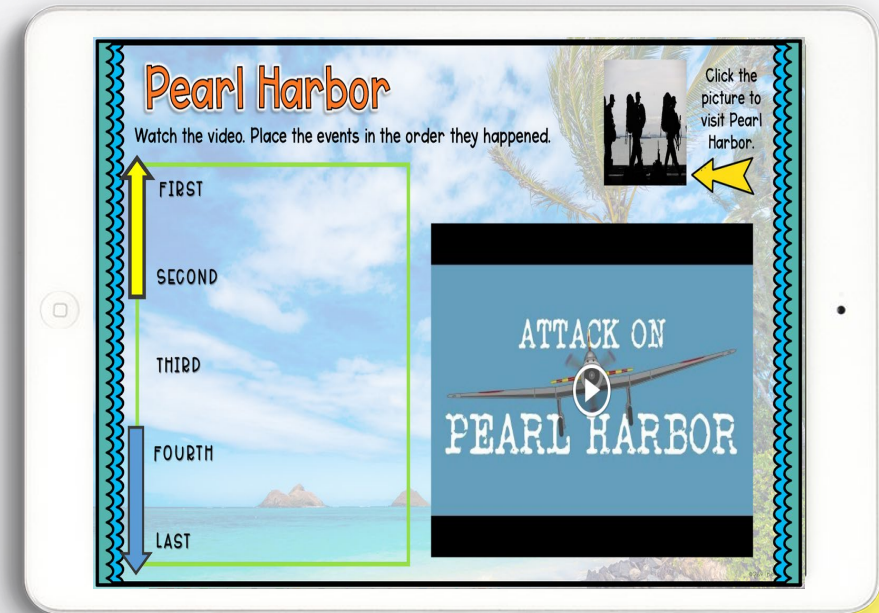 Pearl Harbor
Watch the video. Place the events in the order they happened.
Click the
picture to
visit Pearl
Harbor.
FIRST
SECOND
THIRD
FOURTH
LAST
ATTACK ON
PEARL HARBOR